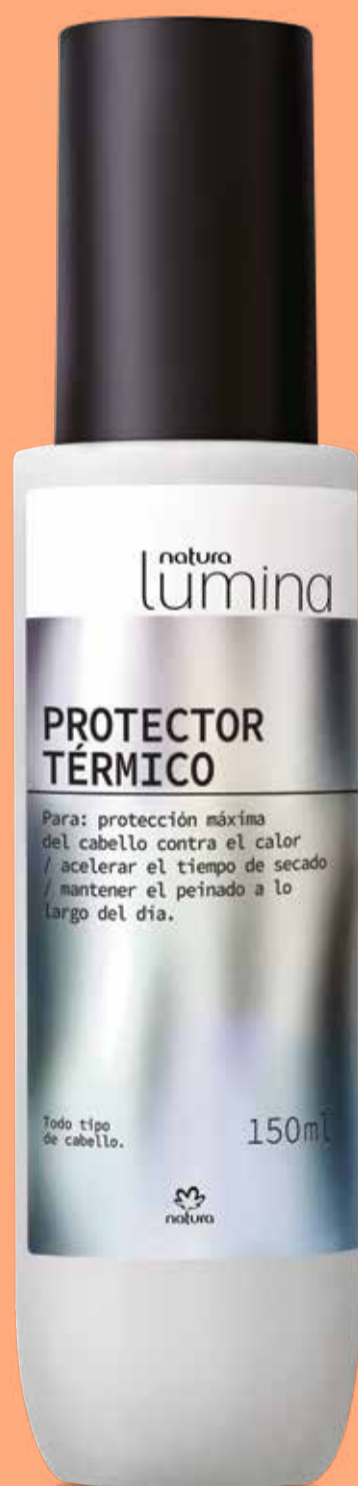 natura
lumina
PROTECTOR
TÉRMICO
Para: protección máxima
del cabello contra el calor
/ acelerar el tiempo de secado
/ mantener el peinado a lo
largo del día.
Todo tipo
de cabello.
150ml
natura